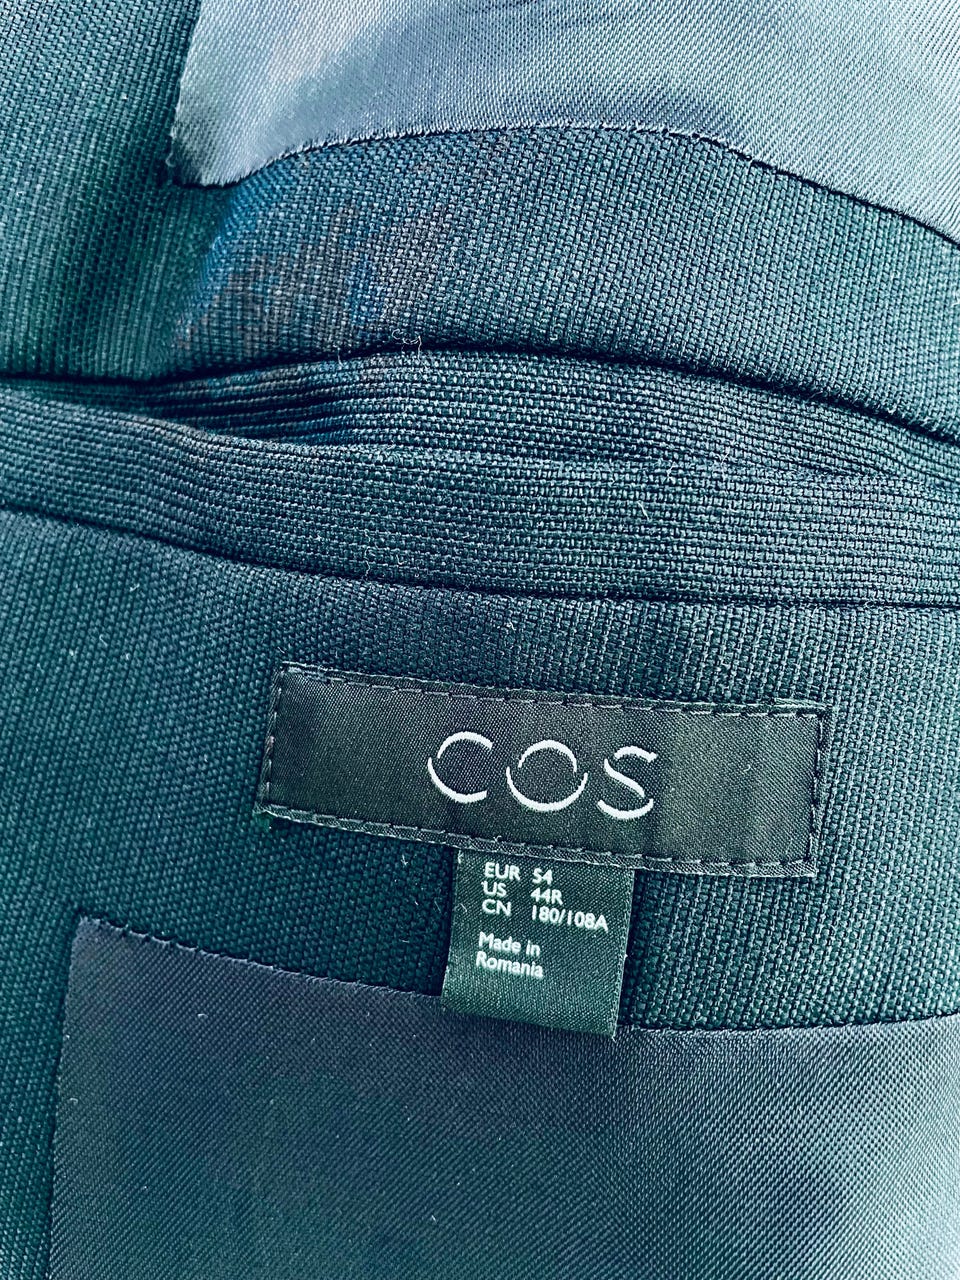 COS
EUR 54
US 44R
CN 180/108A
Made in
Romania